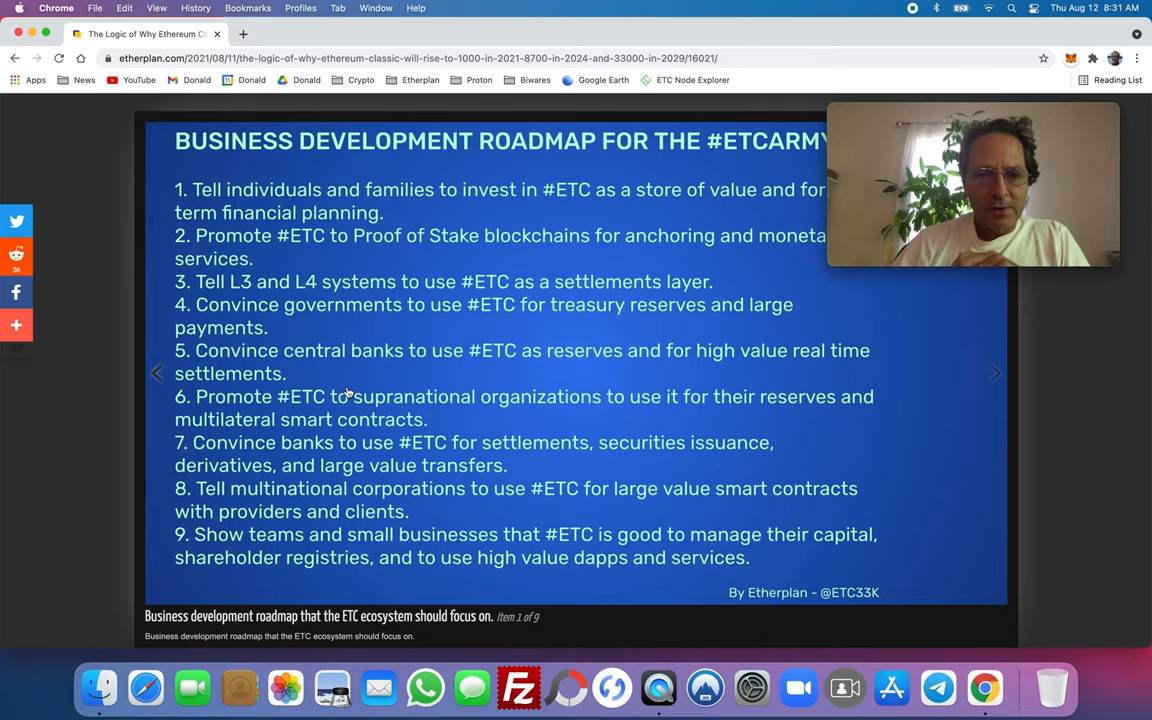 Chrome File Edit View History Bookmarks Profiles Tab Window Help Thu Aug 12 8:31 AM
The Logic of Why Ethereum Cl
etherplan.com/2021/08/11/the-logic-of-why-ethereum-classic-will-rise-to-1000-in-2021-8700-in-2024-and-33000-in-2029/16021/
Apps News YouTube Donald Donald Donald Crypto Etherplan Proton Biwares Google Earth ETC Node Explorer Reading List
BUSINESS DEVELOPMENT ROADMAP FOR THE #ETCARMY
1. Tell individuals and families to invest in #ETC as a store of value and for
term financial planning.
2. Promote #ETC to Proof of Stake blockchains for anchoring and moneta
services.
3. Tell L3 and L4 systems to use #ETC as a settlements layer.
4. Convince governments to use #ETC for treasury reserves and large
payments.
5. Convince central banks to use #ETC as reserves and for high value real time
settlements.
6. Promote #ETC to supranational organizations to use it for their reserves and
multilateral smart contracts.
7. Convince banks to use #ETC for settlements, securities issuance,
derivatives, and large value transfers.
8. Tell multinational corporations to use #ETC for large value smart contracts
with providers and clients.
9. Show teams and small businesses that #ETC is good to manage their capital,
shareholder registries, and to use high value dapps and services.
By Etherplan - @ETC33K
36
Business development roadmap that the ETC ecosystem should focus on. Item 1 of 9
Business development roadmap that the ETC ecosystem should focus on.
Fz